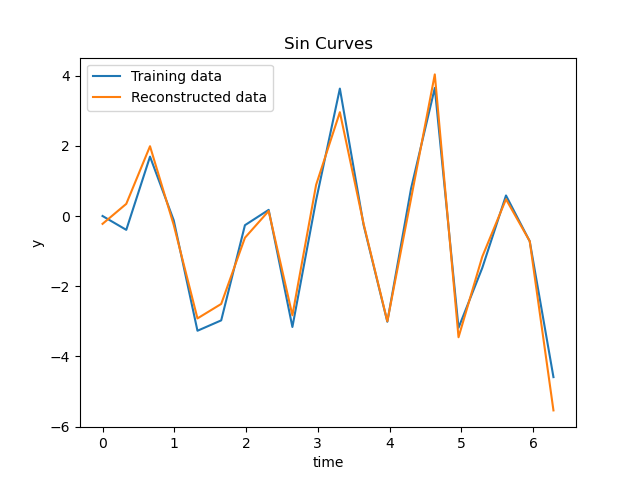 Sin Curves
Training data
Reconstructed data
4
2
0
−2
−4
−6
y
0 1 2 3 4 5 6
time